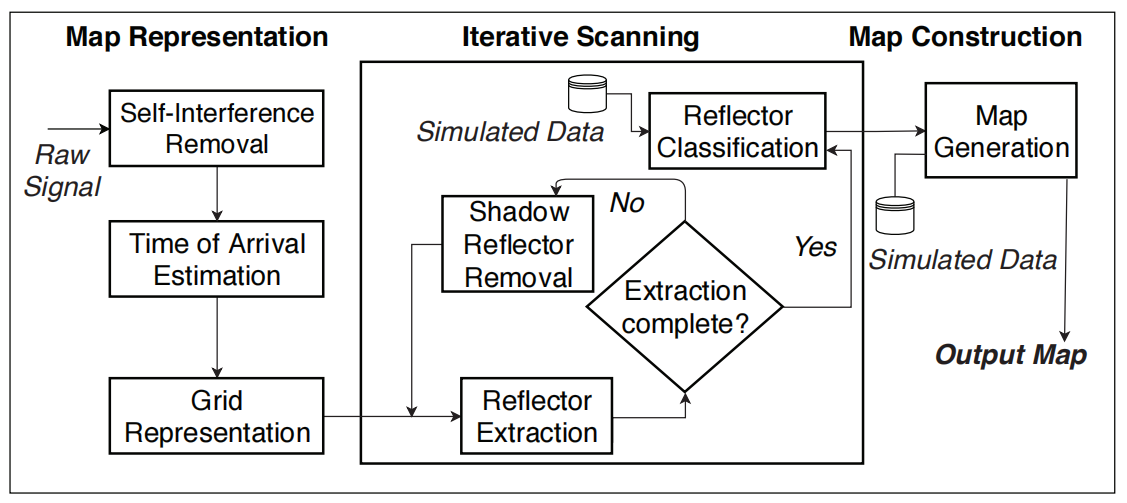 Map Representation
Iterative Scanning
Map Construction
Raw
Signal
Self-Interference
Removal
Time of Arrival
Estimation
Grid
Representation
Simulated Data
Reflector
Classification
Shadow
Reflector
Removal
No
Yes
Extraction
complete?
Reflector
Extraction
Map
Generation
Simulated Data
Output Map